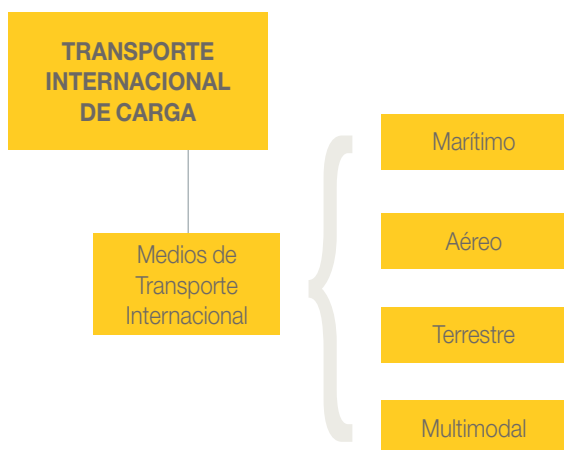 TRANSPORTE
INTERNACIONAL
DE CARGA
Medios de
Transporte
Internacional
Marítimo
Aéreo
Terrestre
Multimodal